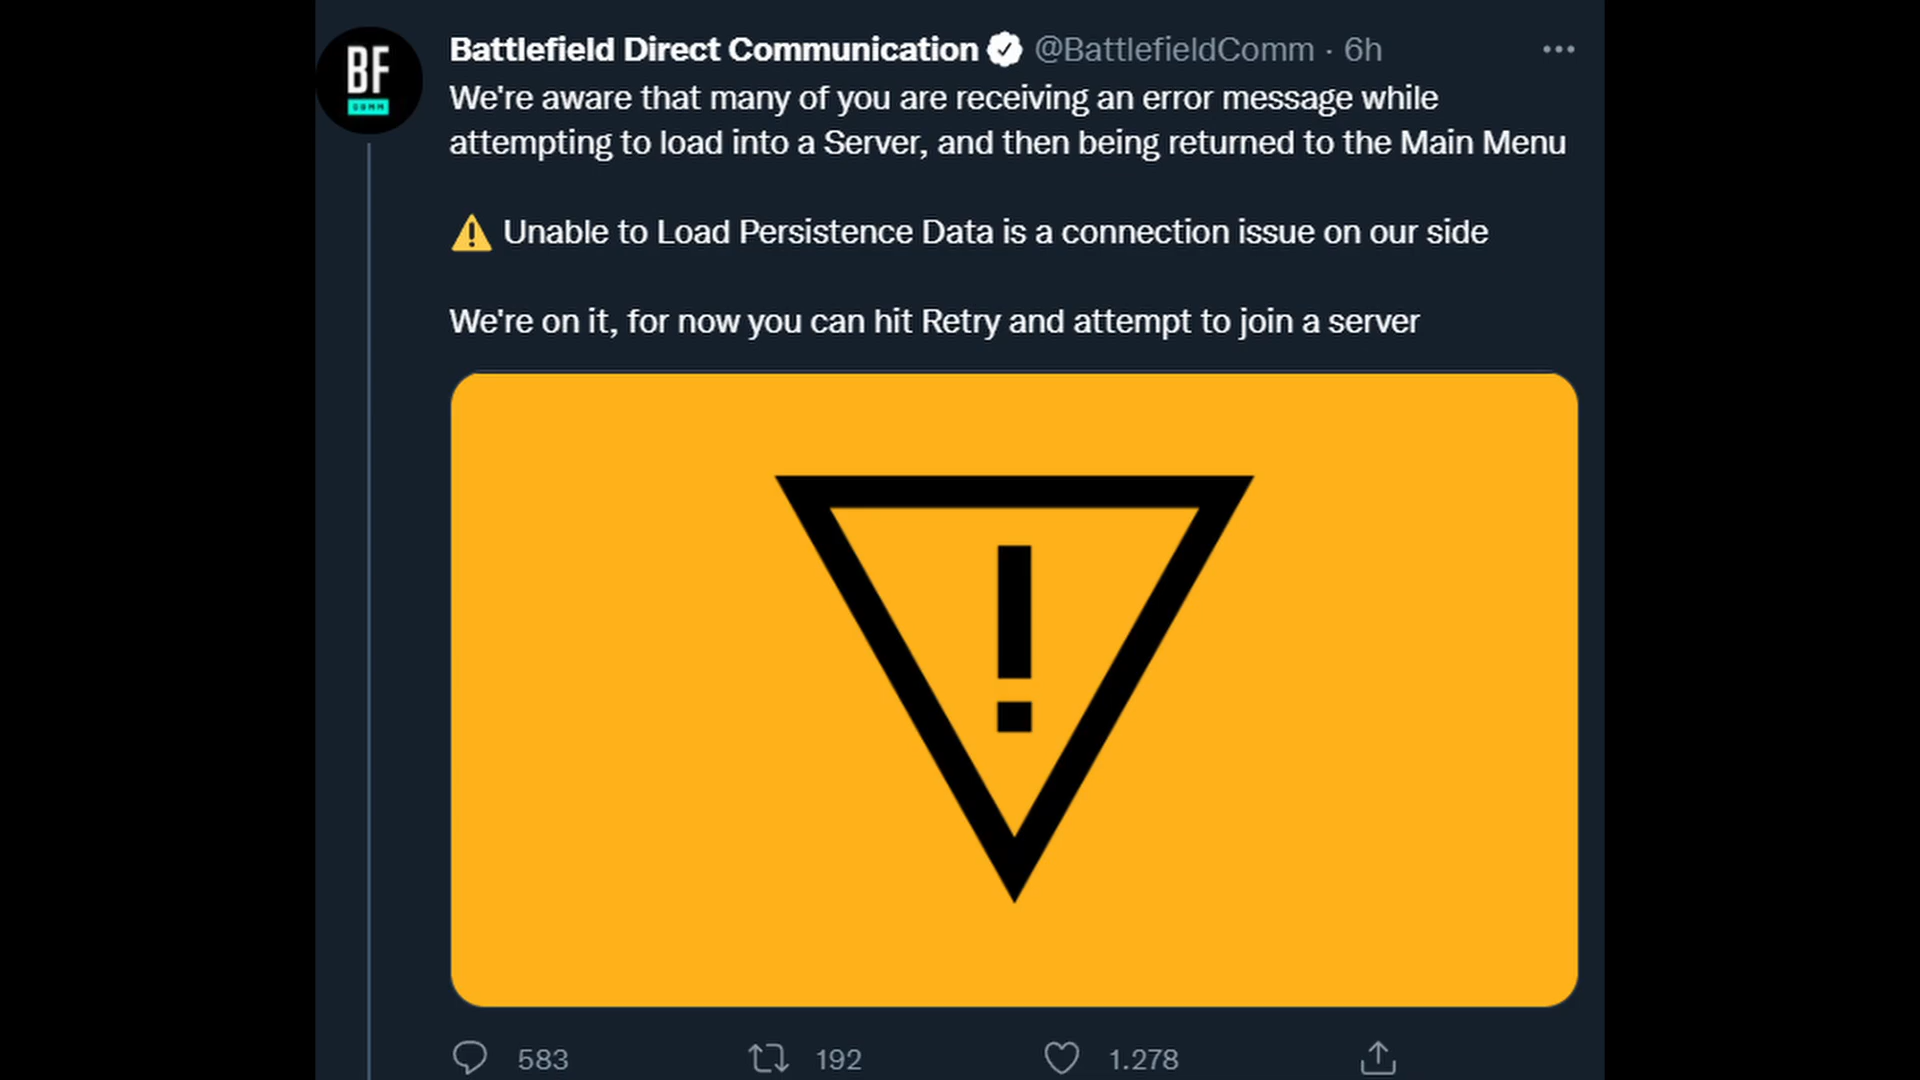 BF
COMM
Battlefield Direct Communication @BattlefieldComm · 6h
We're aware that many of you are receiving an error message while
attempting to load into a Server, and then being returned to the Main Menu
⚠️ Unable to Load Persistence Data is a connection issue on our side
We're on it, for now you can hit Retry and attempt to join a server
!
583 192 1.278